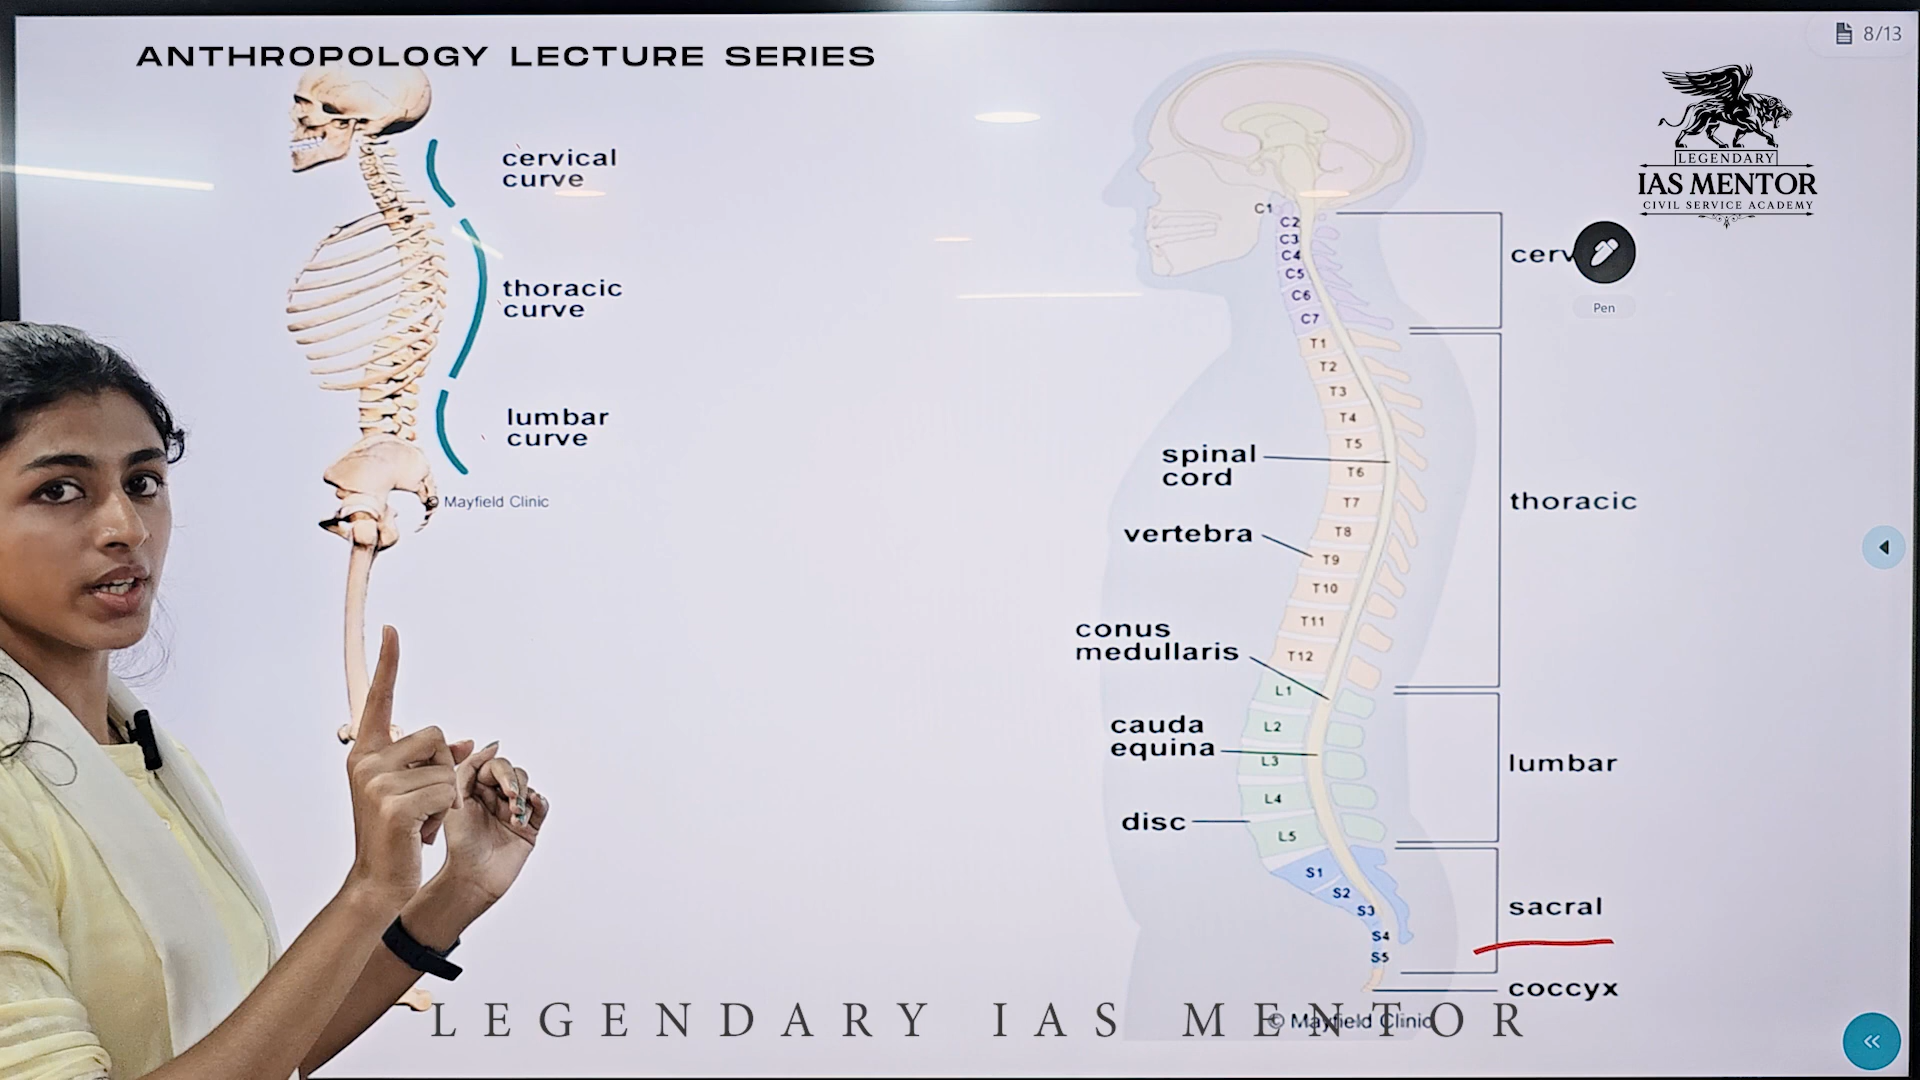 ANTHROPOLOGY LECTURE SERIES
8/13
LEGENDARY
IAS MENTOR
CIVIL SERVICE ACADEMY
cervical
curve
thoracic
curve
lumbar
curve
© Mayfield Clinic
C1
C2
C3
C4
C5
C6
C7
T1
T2
T3
T4
T5
T6
T7
T8
T9
T10
T11
T12
L1
L2
L3
L4
L5
S1
S2
S3
S4
S5
spinal
cord
vertebra
conus
medullaris
cauda
equina
disc
cerv
Pen
thoracic
lumbar
sacral
coccyx
© Mayfield Clinic
LEGENDARY IAS MENTOR